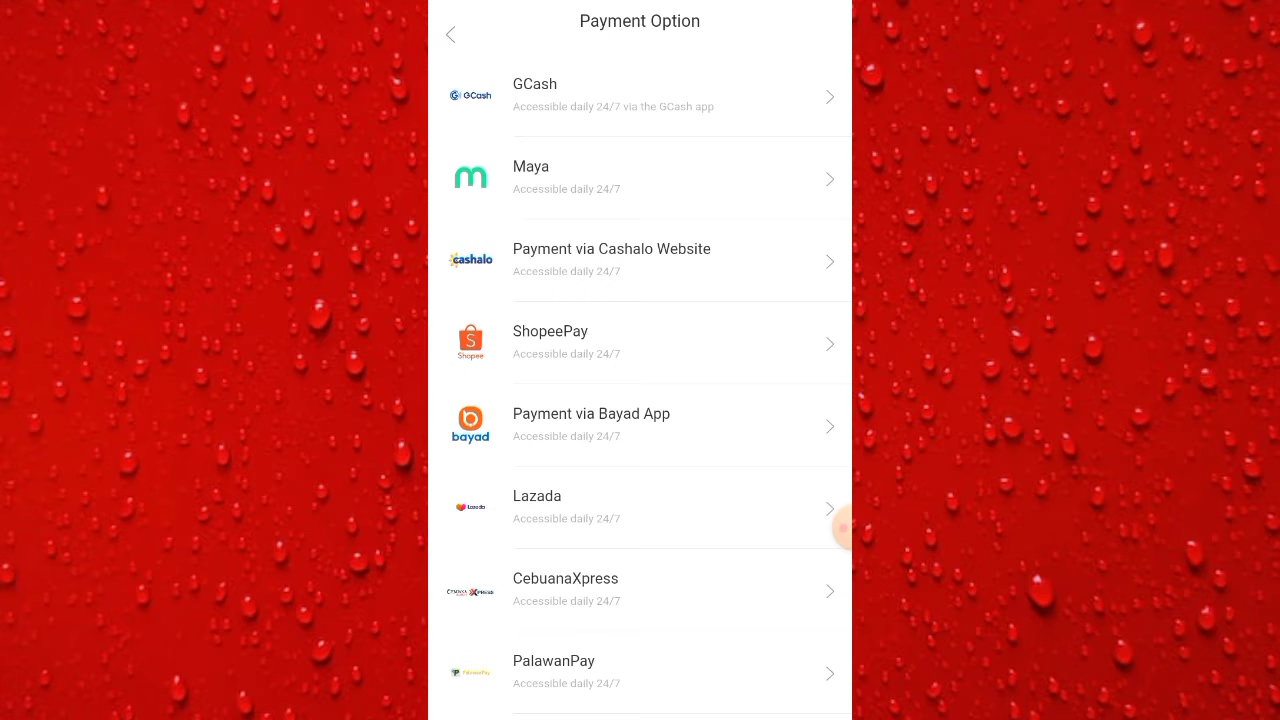 Payment Option
GCash
GCash
Accessible daily 24/7 via the GCash app
Maya
Accessible daily 24/7
cashalo
Payment via Cashalo Website
Accessible daily 24/7
S
Shopee
ShopeePay
Accessible daily 24/7
bayad
Payment via Bayad App
Accessible daily 24/7
Lazada
Lazada
Accessible daily 24/7
CebuanaXpress
Accessible daily 24/7
PalawanPay
PalawanPay
Accessible daily 24/7